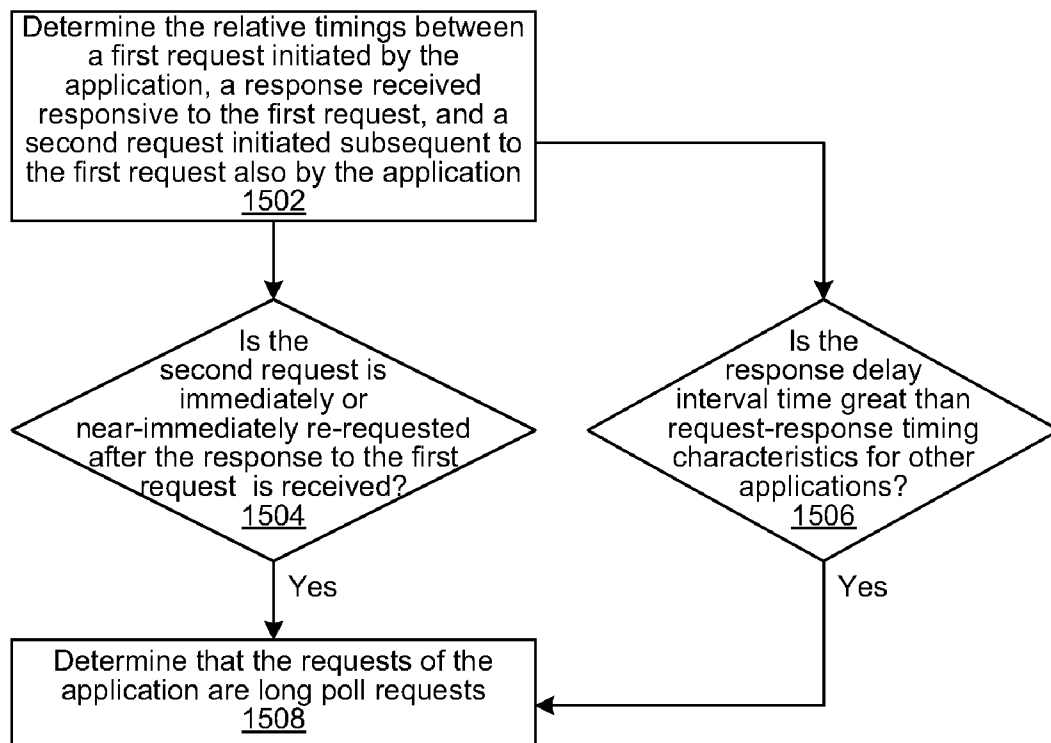 Determine the relative timings between
a first request initiated by the
application, a response received
responsive to the first request, and a
second request initiated subsequent to
the first request also by the application
1502
Is the
second request is
immediately or
near-immediately re-requested
after the response to the first
request is received?
1504
Is the
response delay
interval time great than
request-response timing
characteristics for other
applications?
1506
Yes
Yes
Determine that the requests of the
application are long poll requests
1508